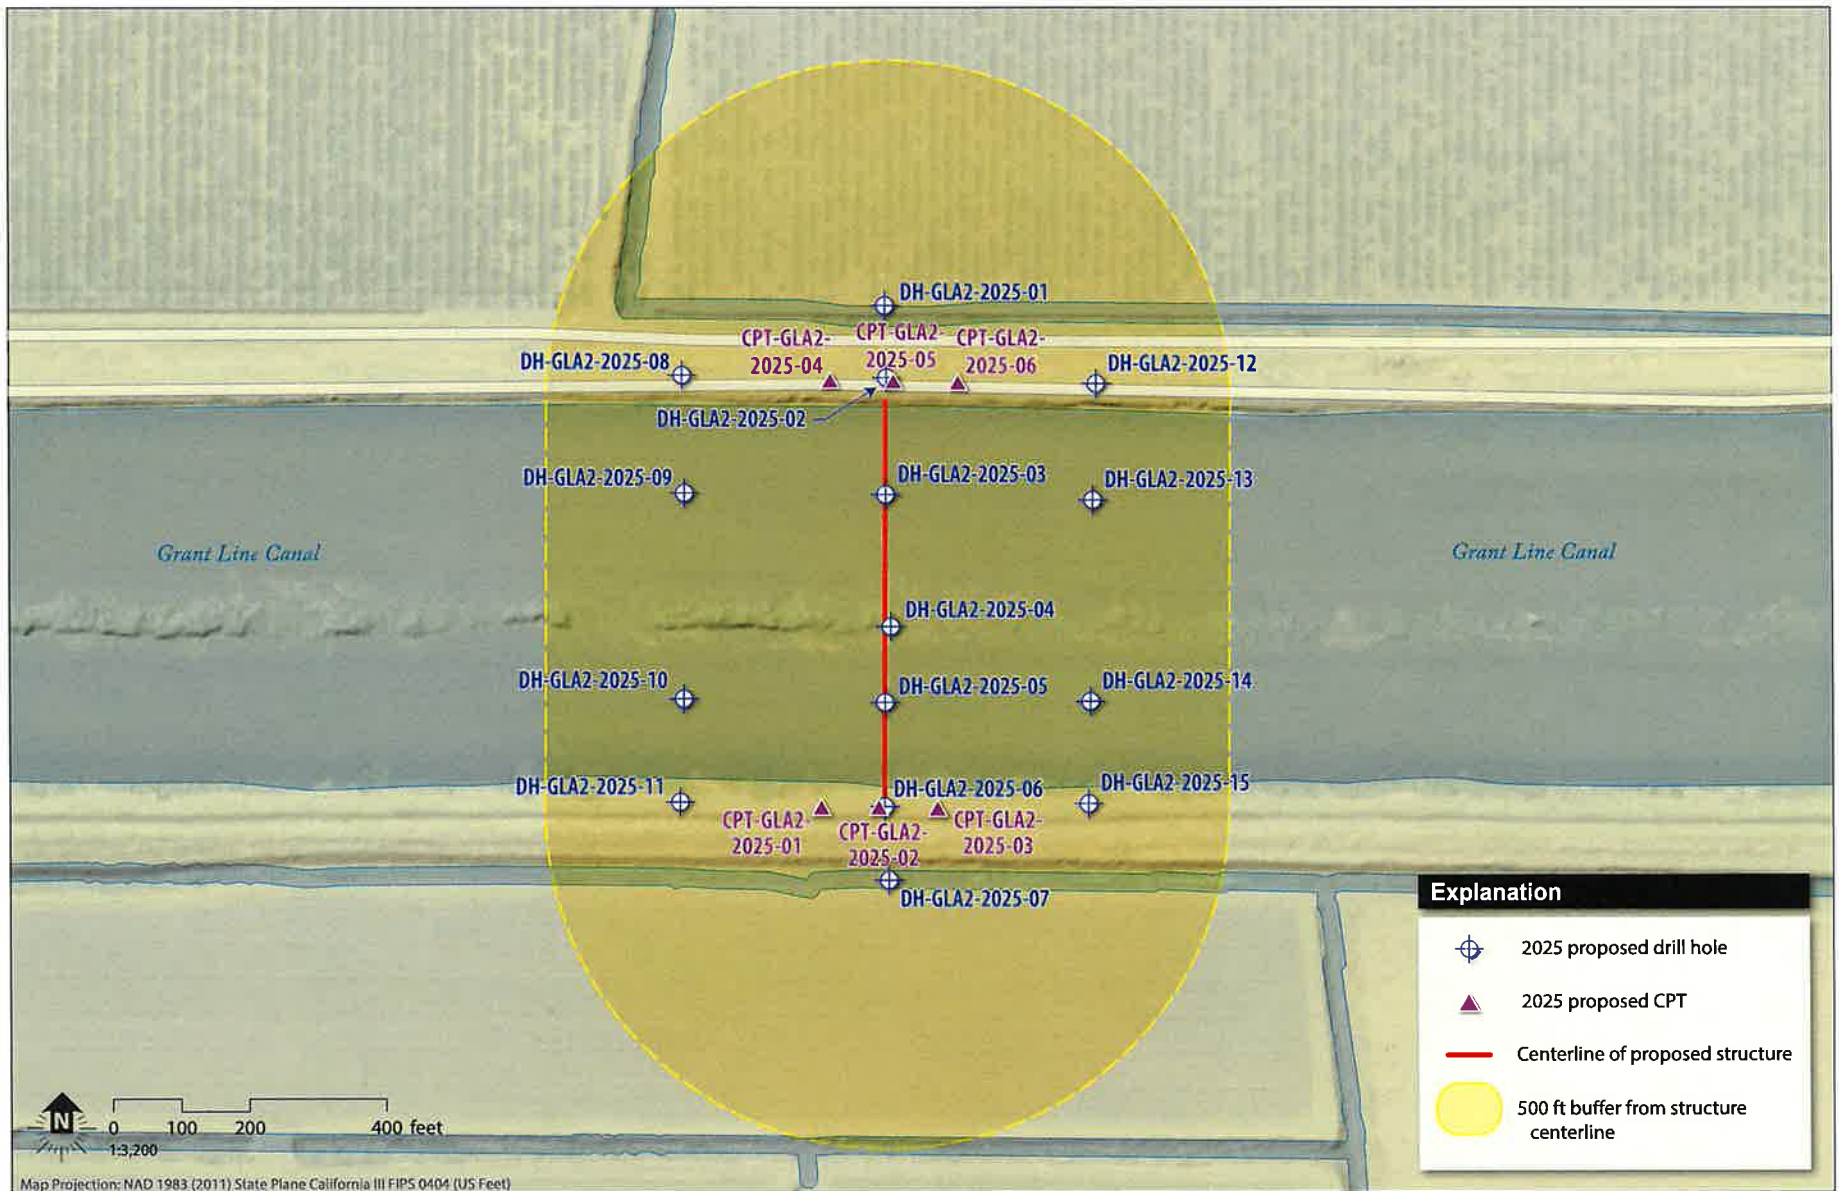 DH-GLA2-2025-01
CPT-GLA2-
2025-04
CPT-GLA2-
2025-05
CPT-GLA2-
2025-06
DH-GLA2-2025-08
DH-GLA2-2025-12
DH-GLA2-2025-02
DH-GLA2-2025-09
DH-GLA2-2025-03
DH-GLA2-2025-13
Grant Line Canal
Grant Line Canal
DH-GLA2-2025-04
DH-GLA2-2025-10
DH-GLA2-2025-05
DH-GLA2-2025-14
DH-GLA2-2025-11
DH-GLA2-2025-06
DH-GLA2-2025-15
CPT-GLA2-
2025-01
CPT-GLA2-
2025-02
CPT-GLA2-
2025-03
DH-GLA2-2025-07
Explanation
2025 proposed drill hole
2025 proposed CPT
Centerline of proposed structure
500 ft buffer from structure
centerline
N
0 100 200 400 feet
1:3,200
Map Projection: NAD 1983 (2011) State Plane California III FIPS 0404 (US Feet)